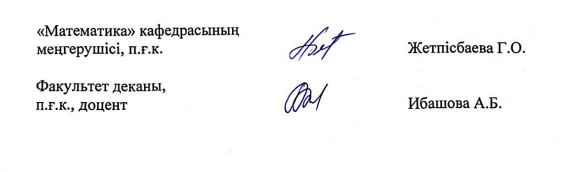 «Математика» кафедрасының
меңгерушісі, п.ғ.к. Жетпісбаева Г.О.
Факультет деканы,
п.ғ.к., доцент Ибашова А.Б.